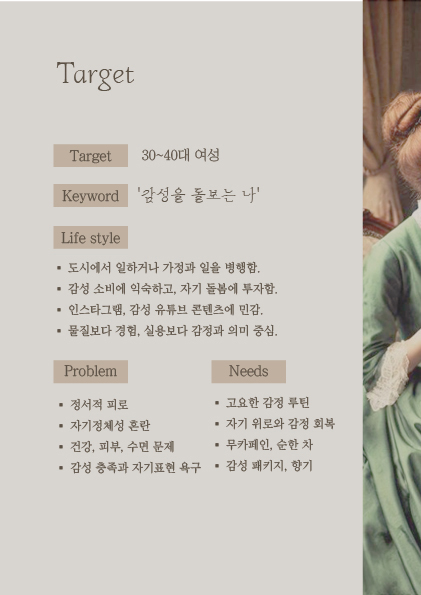 Target
Target 30~40대 여성
Keyword '감성을 돌보는 나'
Life style
▪ 도시에서 일하거나 가정과 일을 병행함.
▪ 감성 소비에 익숙하고, 자기 돌봄에 투자함.
▪ 인스타그램, 감성 유튜브 콘텐츠에 민감.
▪ 물질보다 경험, 실용보다 감정과 의미 중심.
Problem
▪ 정서적 피로
▪ 자기정체성 혼란
▪ 건강, 피부, 수면 문제
▪ 감성 충족과 자기표현 욕구
Needs
▪ 고요한 감정 루틴
▪ 자기 위로와 감정 회복
▪ 무카페인, 순한 차
▪ 감성 패키지, 향기